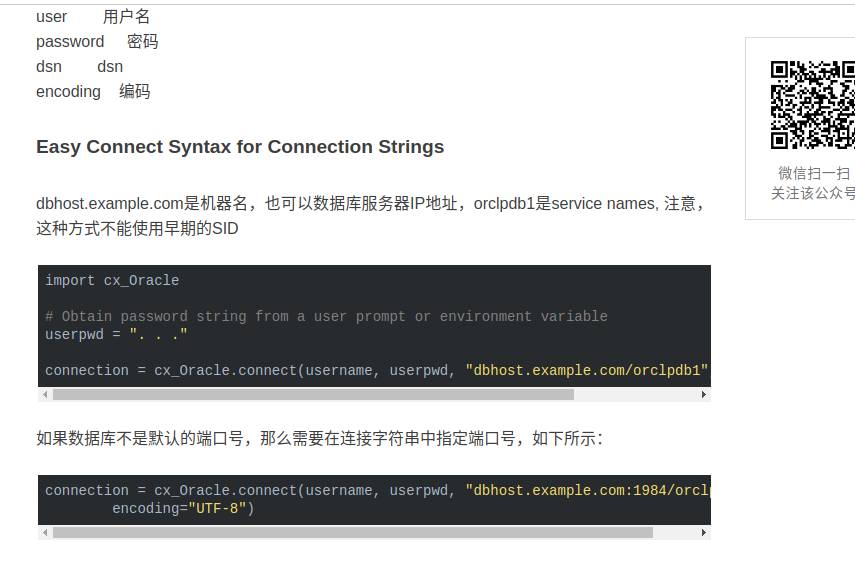 user 用户名
password 密码
dsn dsn
encoding 编码
Easy Connect Syntax for Connection Strings
dbhost.example.com是机器名，也可以数据库服务器IP地址，orclpdb1是service names, 注意，
这种方式不能使用早期的SID
import cx_Oracle
# Obtain password string from a user prompt or environment variable
userpwd = ". . ."
connection = cx_Oracle.connect(username, userpwd, "dbhost.example.com/orclpdb1"
如果数据库不是默认的端口号，那么需要在连接字符串中指定端口号，如下所示：
connection = cx_Oracle.connect(username, userpwd, "dbhost.example.com:1984/orclp
encoding="UTF-8")
微信扫一扫
关注该公众号